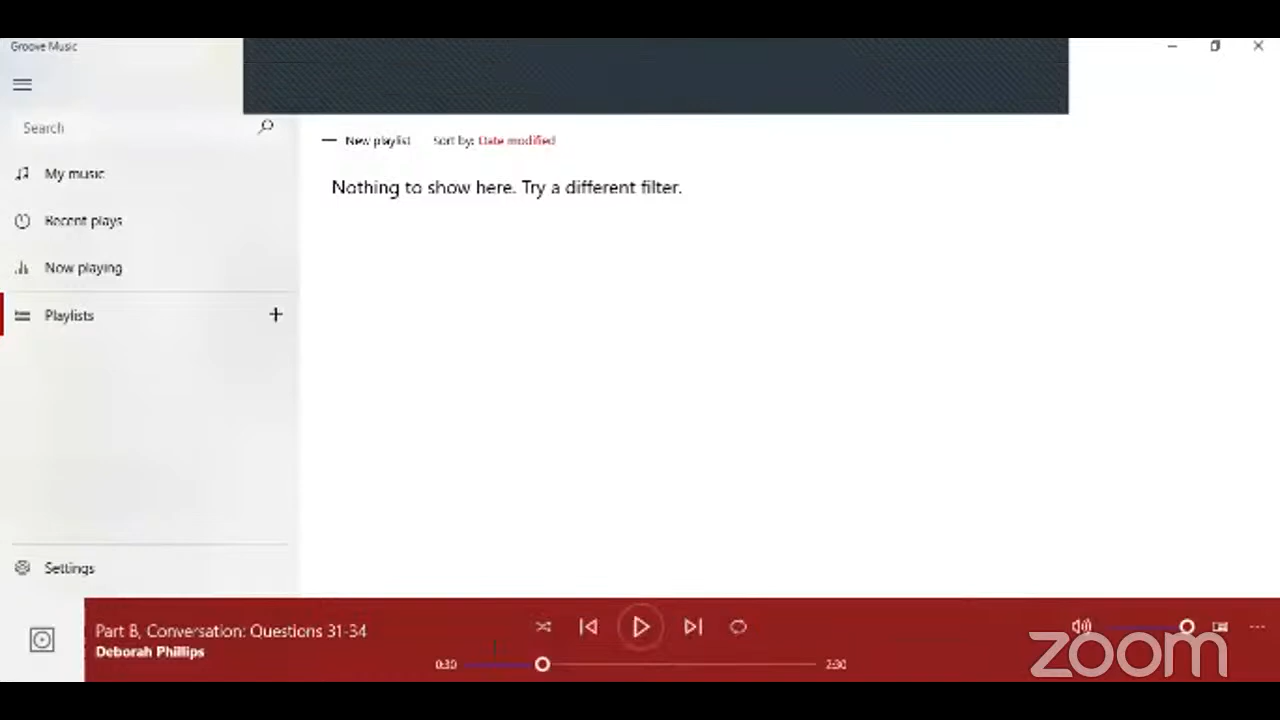 Groove Music
Search
New playlist Sort by: Date modified
Nothing to show here. Try a different filter.
My music
Recent plays
Now playing
Playlists
Settings
Part B, Conversation: Questions 31-34
Deborah Phillips
0:30
2:30
zoom